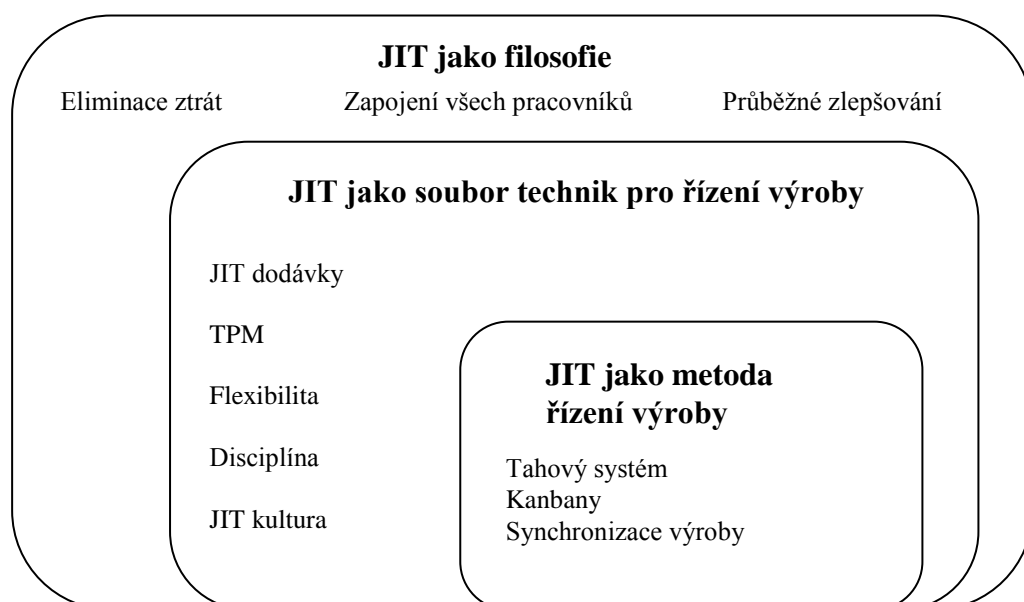 JIT jako filosofie
Eliminace ztrát Zapojení všech pracovníků Průběžné zlepšování
JIT jako soubor technik pro řízení výroby
JIT dodávky
TPM
Flexibilita
Disciplína
JIT kultura
JIT jako metoda
řízení výroby
Tahový systém
Kanbany
Synchronizace výroby